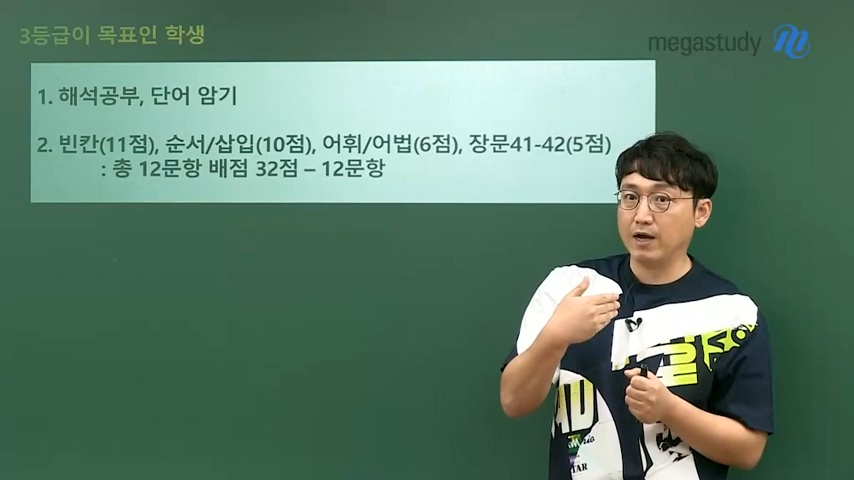 3등급이 목표인 학생
megastudy
1. 해석공부, 단어 암기
2. 빈칸(11점), 순서/삽입(10점), 어휘/어법(6점), 장문41-42(5점)
: 총 12문항 배점 32점 – 12문항